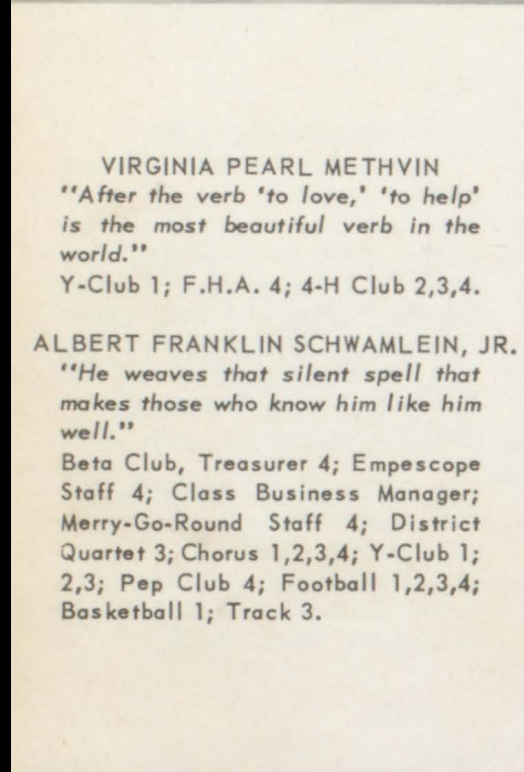 VIRGINIA PEARL METHVIN
"After the verb 'to love,' 'to help'
is the most beautiful verb in the
world."
Y-Club 1; F.H.A. 4; 4-H Club 2,3,4.
ALBERT FRANKLIN SCHWAMLEIN, JR.
"He weaves that silent spell that
makes those who know him like him
well."
Beta Club, Treasurer 4; Empescope
Staff 4; Class Business Manager;
Merry-Go-Round Staff 4; District
Quartet 3; Chorus 1,2,3,4; Y-Club 1;
2,3; Pep Club 4; Football 1,2,3,4;
Basketball 1; Track 3.